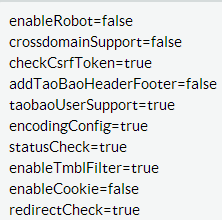 enableRobot=false
crossdomainSupport=false
checkCsrfToken=true
addTaoBaoHeaderFooter=false
taobaoUserSupport=true
encodingConfig=true
statusCheck=true
enableTmblFilter=true
enableCookie=false
redirectCheck=true